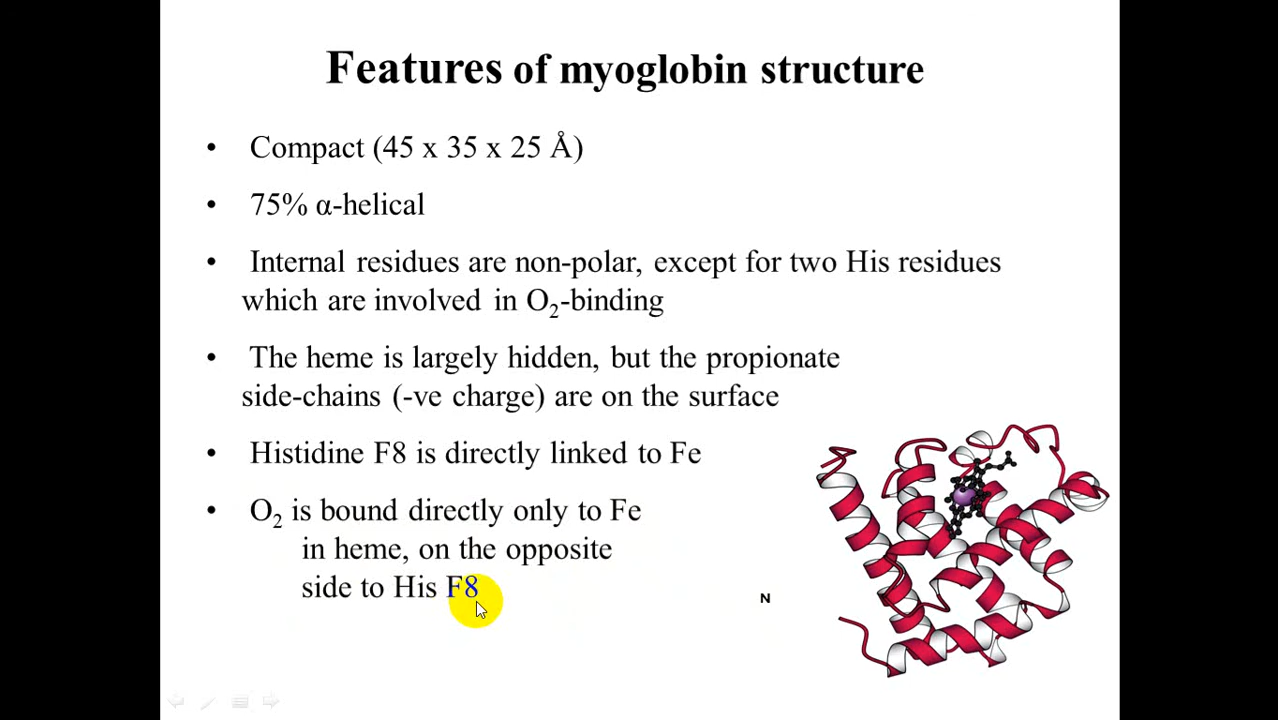 Features of myoglobin structure
• Compact (45 x 35 x 25 Å)
• 75% α-helical
• Internal residues are non-polar, except for two His residues
which are involved in O₂-binding
• The heme is largely hidden, but the propionate
side-chains (-ve charge) are on the surface
• Histidine F8 is directly linked to Fe
• O₂ is bound directly only to Fe
in heme, on the opposite
side to His F8
N